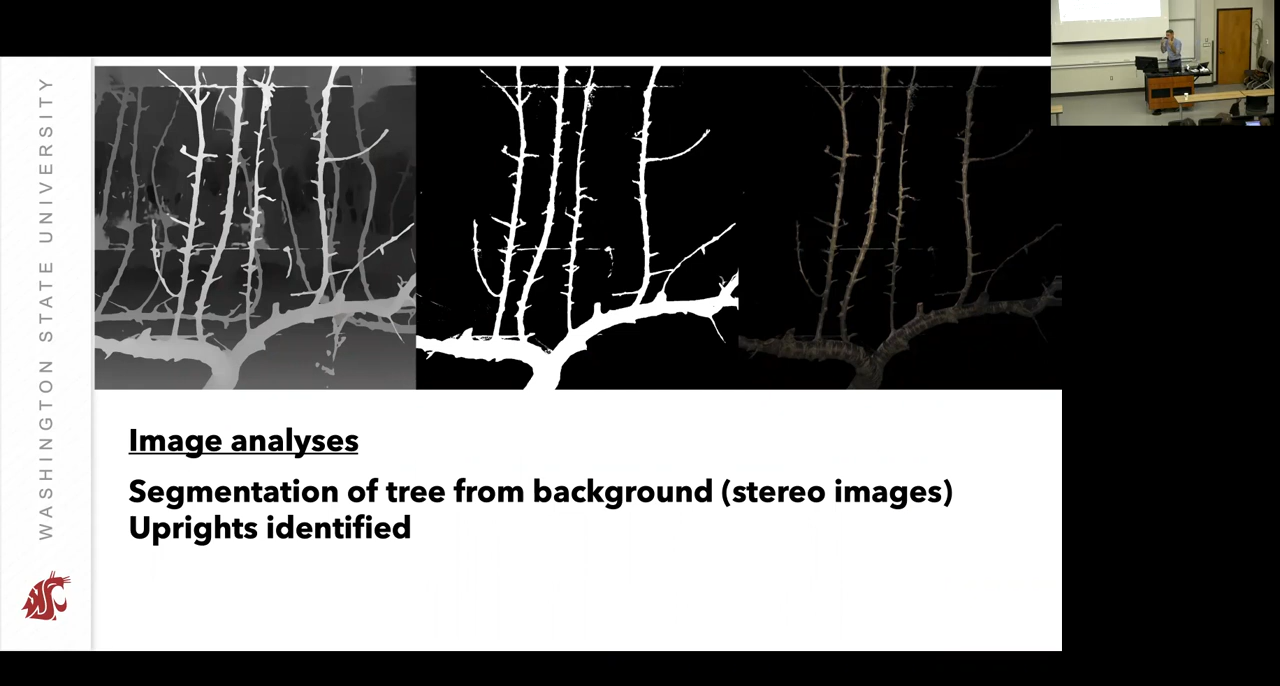 WASHINGTON STATE UNIVERSITY
Image analyses
Segmentation of tree from background (stereo images)
Uprights identified